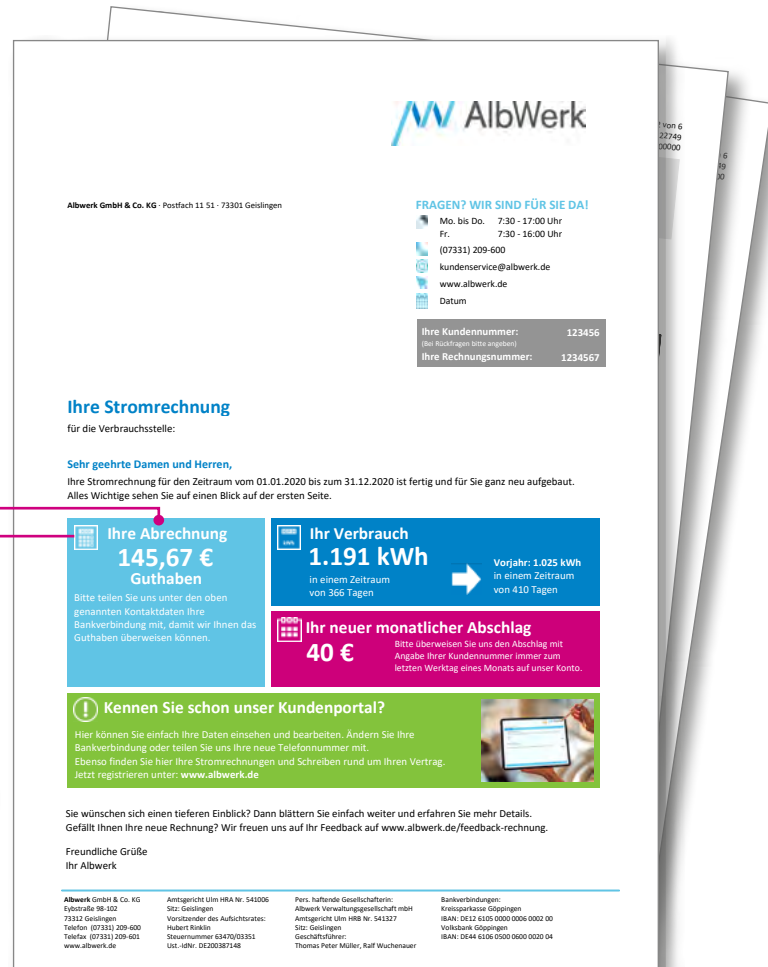 AlbWerk
2 von 6
22749
00000
6
Albwerk GmbH & Co. KG · Postfach 11 51 · 73301 Geislingen
FRAGEN? WIR SIND FÜR SIE DA!
Mo. bis Do. 7:30 - 17:00 Uhr
Fr. 7:30 - 16:00 Uhr
(07331) 209-600
kundenservice@albwerk.de
www.albwerk.de
Datum
Ihre Kundennummer: 123456
(Bei Rückfragen bitte angeben)
Ihre Rechnungsnummer: 1234567
Ihre Stromrechnung
für die Verbrauchsstelle:
Sehr geehrte Damen und Herren,
Ihre Stromrechnung für den Zeitraum vom 01.01.2020 bis zum 31.12.2020 ist fertig und für Sie ganz neu aufgebaut.
Alles Wichtige sehen Sie auf einen Blick auf der ersten Seite.
Ihre Abrechnung
145,67 €
Guthaben
Bitte teilen Sie uns unter den oben
genannten Kontaktdaten Ihre
Bankverbindung mit, damit wir Ihnen das
Guthaben überweisen können.
Ihr Verbrauch
1.191 kWh
in einem Zeitraum
von 366 Tagen
Vorjahr: 1.025 kWh
in einem Zeitraum
von 410 Tagen
Ihr neuer monatlicher Abschlag
40 €
Bitte überweisen Sie uns den Abschlag mit
Angabe Ihrer Kundennummer immer zum
letzten Werktag eines Monats auf unser Konto.
Kennen Sie schon unser Kundenportal?
Hier können Sie einfach Ihre Daten einsehen und bearbeiten. Ändern Sie Ihre
Bankverbindung oder teilen Sie uns Ihre neue Telefonnummer mit.
Ebenso finden Sie hier Ihre Stromrechnungen und Schreiben rund um Ihren Vertrag.
Jetzt registrieren unter: www.albwerk.de
Sie wünschen sich einen tieferen Einblick? Dann blättern Sie einfach weiter und erfahren Sie mehr Details.
Gefällt Ihnen Ihre neue Rechnung? Wir freuen uns auf Ihr Feedback auf www.albwerk.de/feedback-rechnung.
Freundliche Grüße
Ihr Albwerk
Albwerk GmbH & Co. KG
Eybstraße 98-102
73312 Geislingen
Telefon (07331) 209-600
Telefax (07331) 209-601
www.albwerk.de
Amtsgericht Ulm HRA Nr. 541006
Sitz: Geislingen
Vorsitzender des Aufsichtsrates:
Hubert Rinklin
Steuernummer 63470/03351
Ust.-IdNr. DE200387148
Pers. haftende Gesellschafterin:
Albwerk Verwaltungsgesellschaft mbH
Amtsgericht Ulm HRB Nr. 541327
Sitz: Geislingen
Geschäftsführer:
Thomas Peter Müller, Ralf Wuchenauer
Bankverbindungen:
Kreissparkasse Göppingen
IBAN: DE12 6105 0000 0006 0002 00
Volksbank Göppingen
IBAN: DE44 6106 0500 0600 0020 04